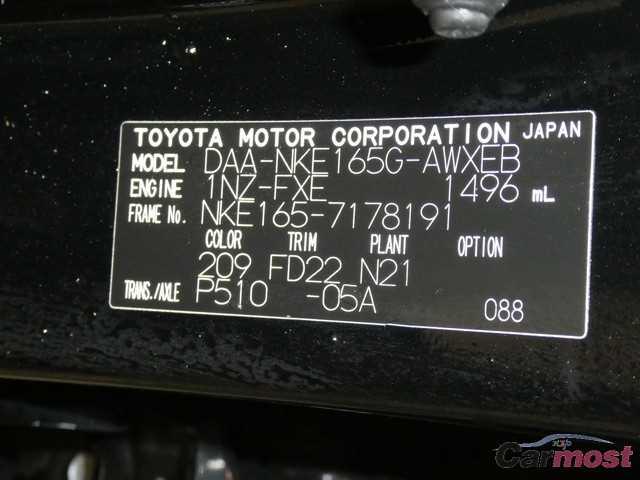 TOYOTA MOTOR CORPORATION JAPAN
MODEL DAA-NKE165G-AWXEB
ENGINE 1NZ-FXE 1496 mL
FRAME No. NKE165-7178191
COLOR TRIM PLANT OPTION
209 FD22 N21
TRANS./AXLE P510 -05A 088
Carmost